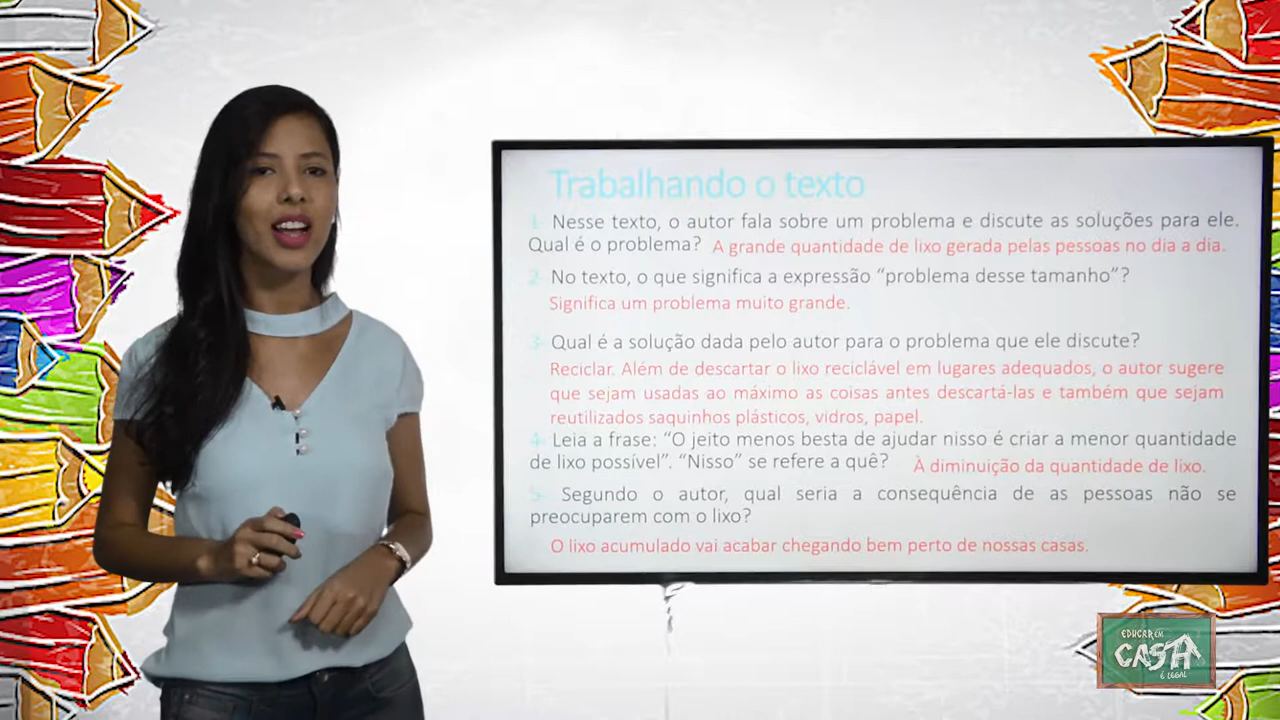 Trabalhando o texto
1- Nesse texto, o autor fala sobre um problema e discute as soluções para ele.
Qual é o problema? A grande quantidade de lixo gerada pelas pessoas no dia a dia.
2- No texto, o que significa a expressão “problema desse tamanho”?
Significa um problema muito grande.
3- Qual é a solução dada pelo autor para o problema que ele discute?
Reciclar. Além de descartar o lixo reciclável em lugares adequados, o autor sugere
que sejam usadas ao máximo as coisas antes descartá-las e também que sejam
reutilizados saquinhos plásticos, vidros, papel.
4- Leia a frase: “O jeito menos besta de ajudar nisso é criar a menor quantidade
de lixo possível”. “Nisso” se refere a quê? À diminuição da quantidade de lixo.
5- Segundo o autor, qual seria a consequência de as pessoas não se
preocuparem com o lixo?
O lixo acumulado vai acabar chegando bem perto de nossas casas.
EDUCAR EM
CASA
É LEGAL